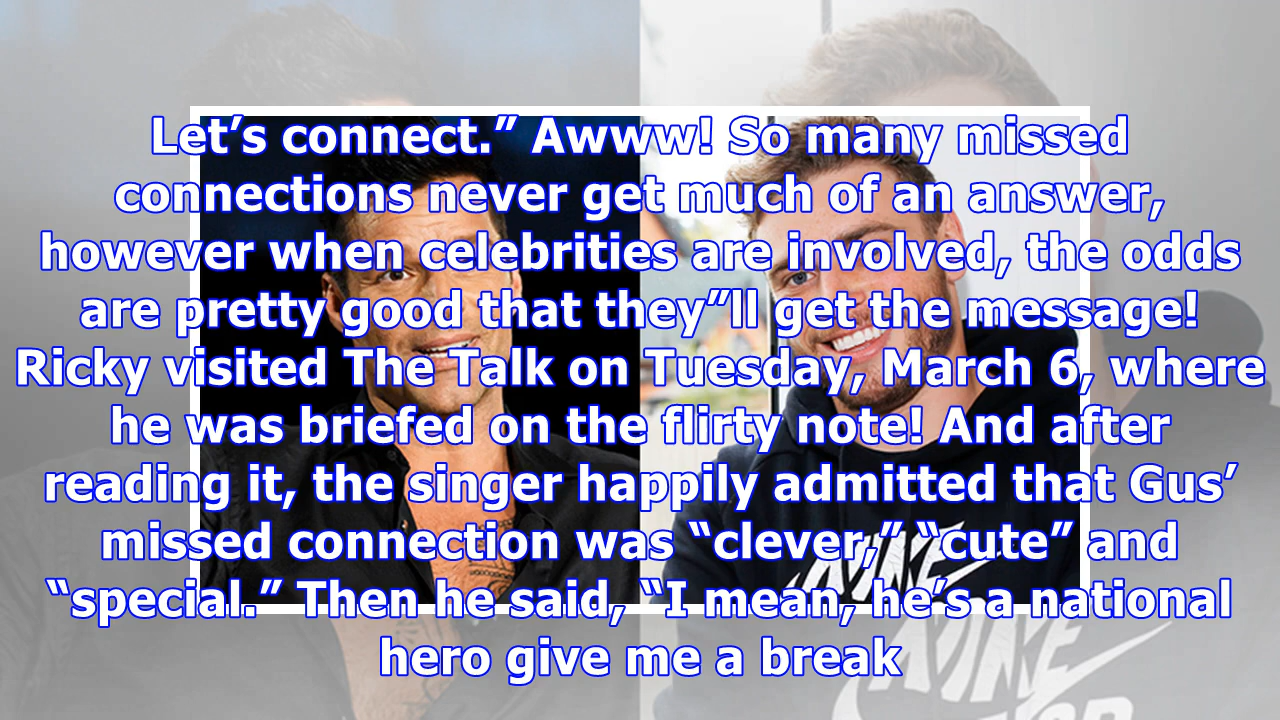 Let’s connect.” Awww! So many missed
connections never get much of an answer,
however when celebrities are involved, the odds
are pretty good that they”ll get the message!
Ricky visited The Talk on Tuesday, March 6, where
he was briefed on the flirty note! And after
reading it, the singer happily admitted that Gus’
missed connection was “clever,” “cute” and
“special.” Then he said, “I mean, he’s a national
hero give me a break
NIKE
NIKE